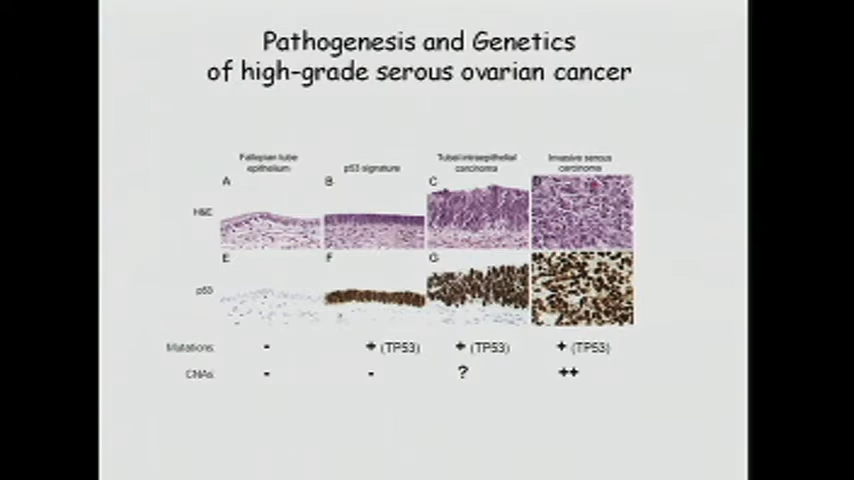 Pathogenesis and Genetics
of high-grade serous ovarian cancer
Fallopian tube
epithelium
p53 signature
Tubal intraepithelial
carcinoma
Invasive serous
carcinoma
A
B
C
D
H&E
E
F
G
p53
Mutations:
-
+ (TP53)
+ (TP53)
+ (TP53)
CNAs:
-
-
?
++